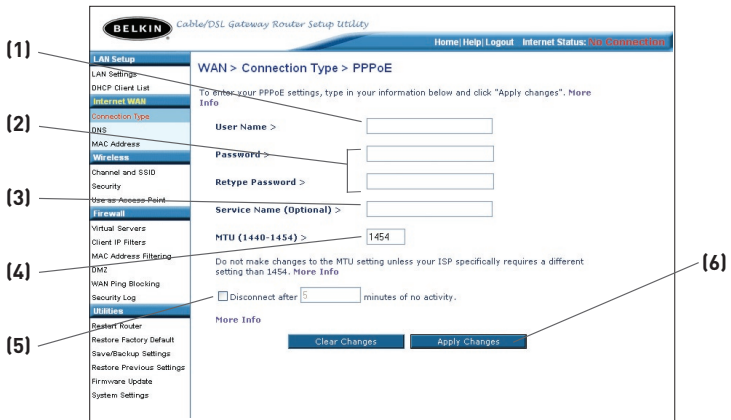 BELKIN
Cable/DSL Gateway Router Setup Utility
Home| Help| Logout Internet Status: No Connection
LAN Setup
LAN Settings
DHCP Client List
Internet WAN
Connection Type
DNS
MAC Address
Wireless
Channel and SSID
Security
Use as Access Point
Firewall
Virtual Servers
Client IP Filters
MAC Address Filtering
DMZ
WAN Ping Blocking
Security Log
Utilities
Restart Router
Restore Factory Default
Save/Backup Settings
Restore Previous Settings
Firmware Update
System Settings
WAN > Connection Type > PPPoE
To enter your PPPoE settings, type in your information below and click "Apply changes". More
Info
User Name >
Password >
Retype Password >
Service Name (Optional) >
MTU (1440-1454) > 1454
Do not make changes to the MTU setting unless your ISP specifically requires a different
setting than 1454. More Info
Disconnect after 5 minutes of no activity.
More Info
Clear Changes Apply Changes
(1)
(2)
(3)
(4)
(5)
(6)